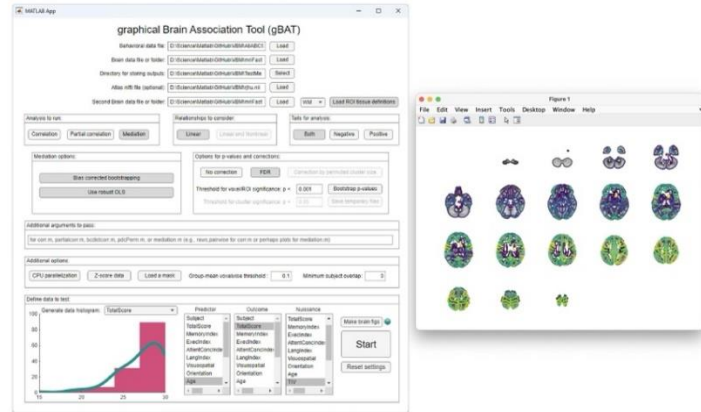 MATLAB App
graphical Brain Association Tool (gBAT)
Behavioral data file: Load
Brain data file or folder: Load
Directory for storing outputs: Select
Atlas nifti file (optional): Load
Second Brain data file or folder: Load WM Load ROI tissue definitions
Analysis to run: Relationships to consider: Tails for analysis:
Correlation Partial correlation Mediation Linear Linear and Nonlinear Both Negative Positive
Mediation options: Options for p-values and corrections:
Bias corrected bootstrapping
Use robust OLS
No correction FDR Correction by permuted cluster size
Threshold for voxel/ROI significance: p < 0.001 Bootstrap p-values
Threshold for cluster significance: p < Save temporary files
Additional arguments to pass:
Additional options:
CPU parallelization Z-score data Load a mask Group-mean voxelwise threshold: 0.1 Minimum subject overlap:
Define data to test
Generate data histogram: TotalScore
Predictor Outcome Nuisance
Subject Subject TotalScore
TotalScore TotalScore MemoryIndex
MemoryIndex MemoryIndex ExecIndex
ExecIndex ExecIndex AttentConcInde
AttentConcInde AttentConcInde LangIndex
LangIndex LangIndex Visuospatial
Visuospatial Visuospatial Orientation
Orientation Orientation Age
Age Age TIV
Make brain figs
Start
Reset settings
100
80
60
40
20
0
15 20 25 30
Figure 1
File Edit View Insert Tools Desktop Window Help